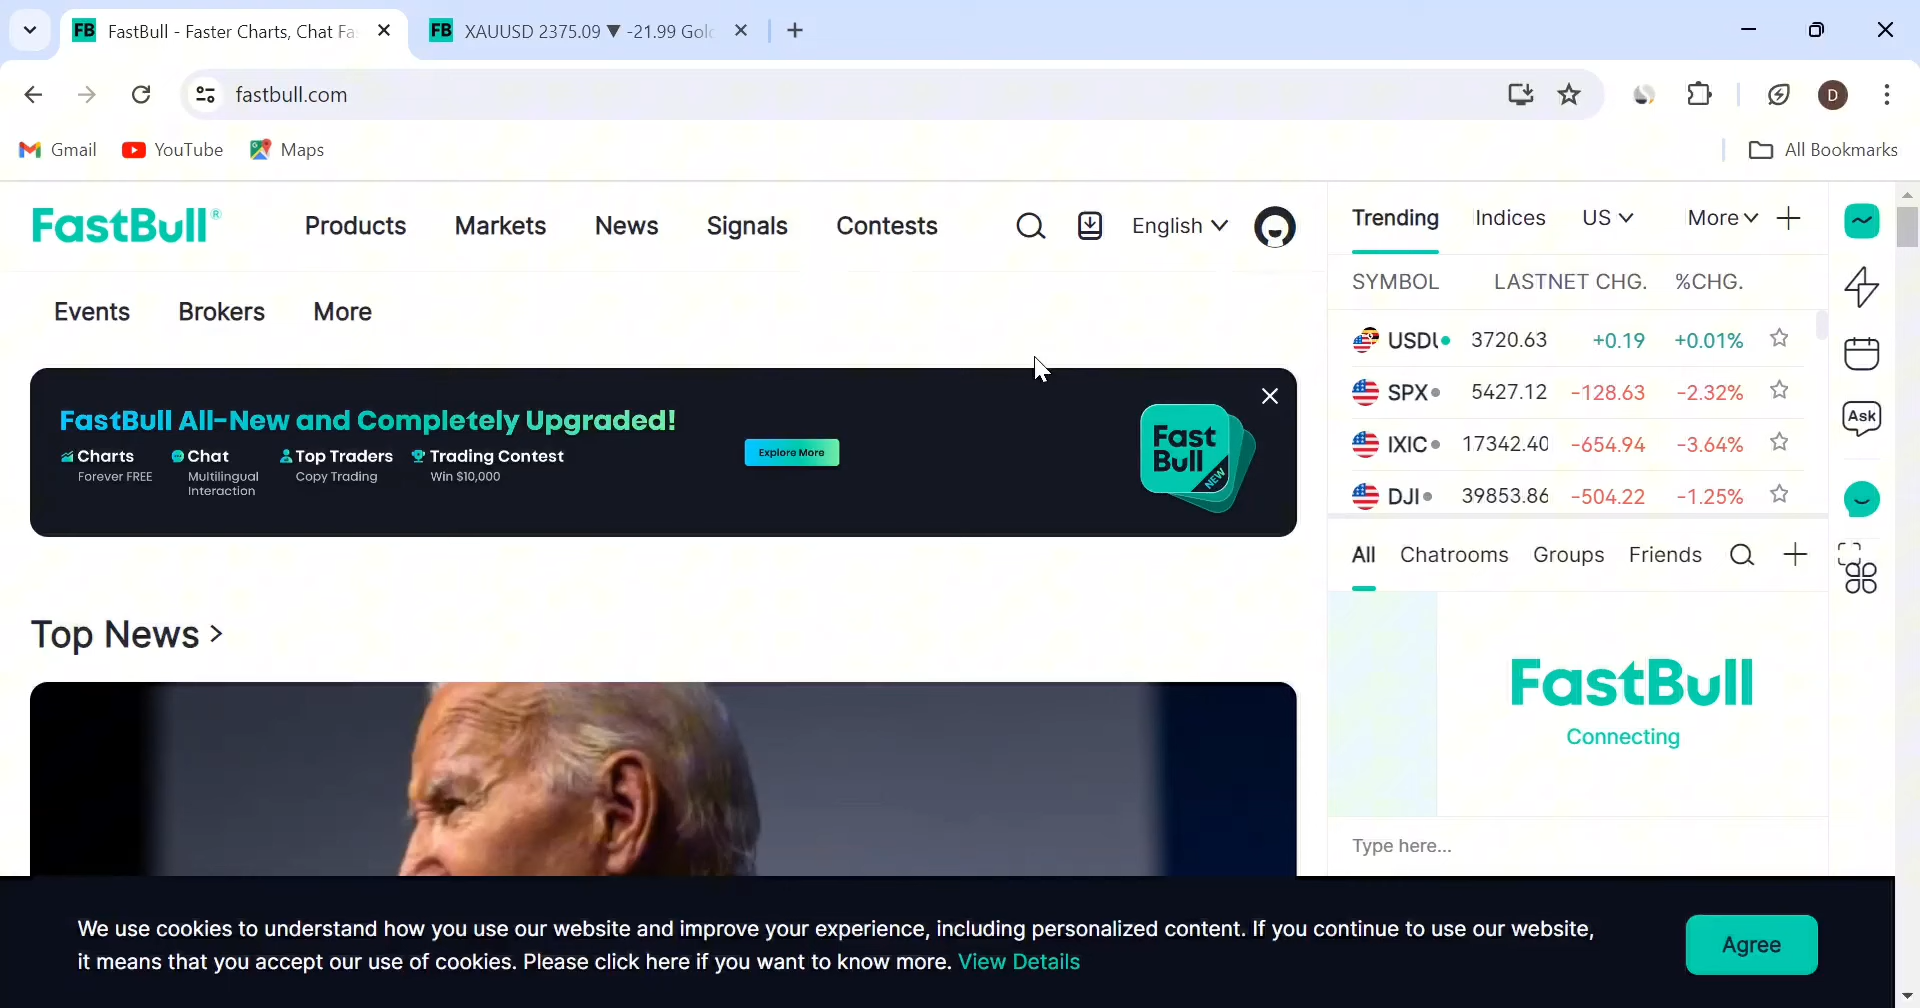 FB FastBull - Faster Charts, Chat Fa
FB XAUUSD 2375.09 ▼ -21.99 Gol
fastbull.com
D
Gmail
YouTube
Maps
All Bookmarks
FastBull®
Products
Markets
News
Signals
Contests
English
Events
Brokers
More
FastBull All-New and Completely Upgraded!
Charts
Forever FREE
Chat
Multilingual
Interaction
Top Traders
Copy Trading
Trading Contest
Win $10,000
Explore More
Fast
Bull
NEW
Top News >
Trending Indices US More
SYMBOL LASTNET CHG. %CHG.
USDU 3720.63 +0.19 +0.01%
SPX 5427.12 -128.63 -2.32%
IXIC 17342.40 -654.94 -3.64%
DJI 39853.86 -504.22 -1.25%
Ask
All Chatrooms Groups Friends
FastBull
Connecting
Type here...
We use cookies to understand how you use our website and improve your experience, including personalized content. If you continue to use our website,
it means that you accept our use of cookies. Please click here if you want to know more. View Details
Agree